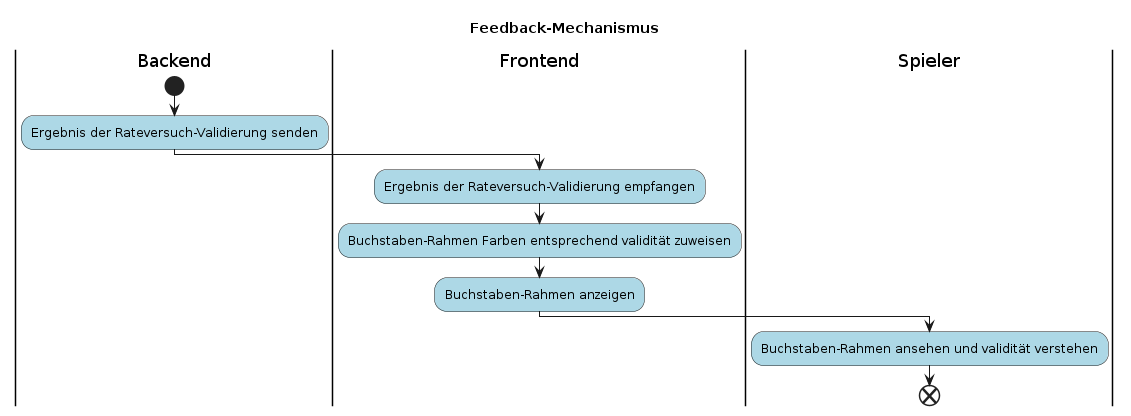 Feedback-Mechanismus
Backend
Frontend
Spieler
Ergebnis der Rateversuch-Validierung senden
Ergebnis der Rateversuch-Validierung empfangen
Buchstaben-Rahmen Farben entsprechend validität zuweisen
Buchstaben-Rahmen anzeigen
Buchstaben-Rahmen ansehen und validität verstehen